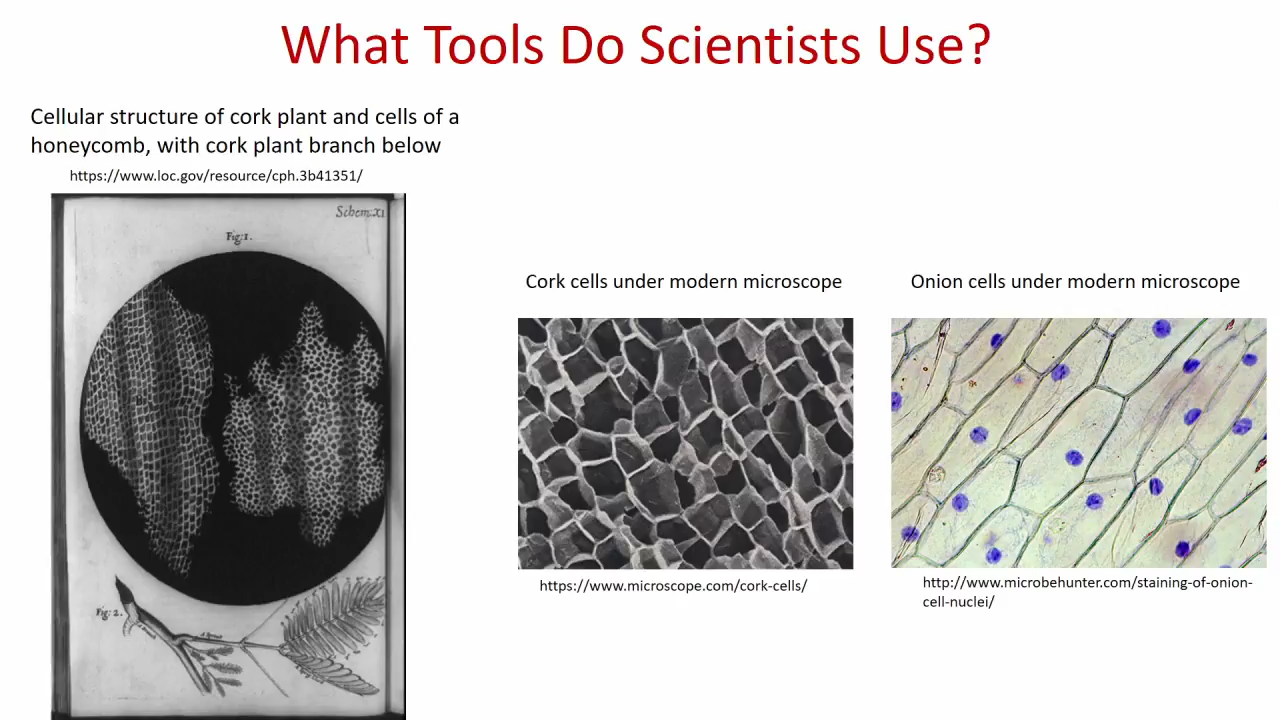 What Tools Do Scientists Use?
Cellular structure of cork plant and cells of a
honeycomb, with cork plant branch below
https://www.loc.gov/resource/cph.3b41351/
Schem:XI
Fig:1.
Fig:2.
Cork cells under modern microscope
https://www.microscope.com/cork-cells/
Onion cells under modern microscope
http://www.microbehunter.com/staining-of-onion-
cell-nuclei/